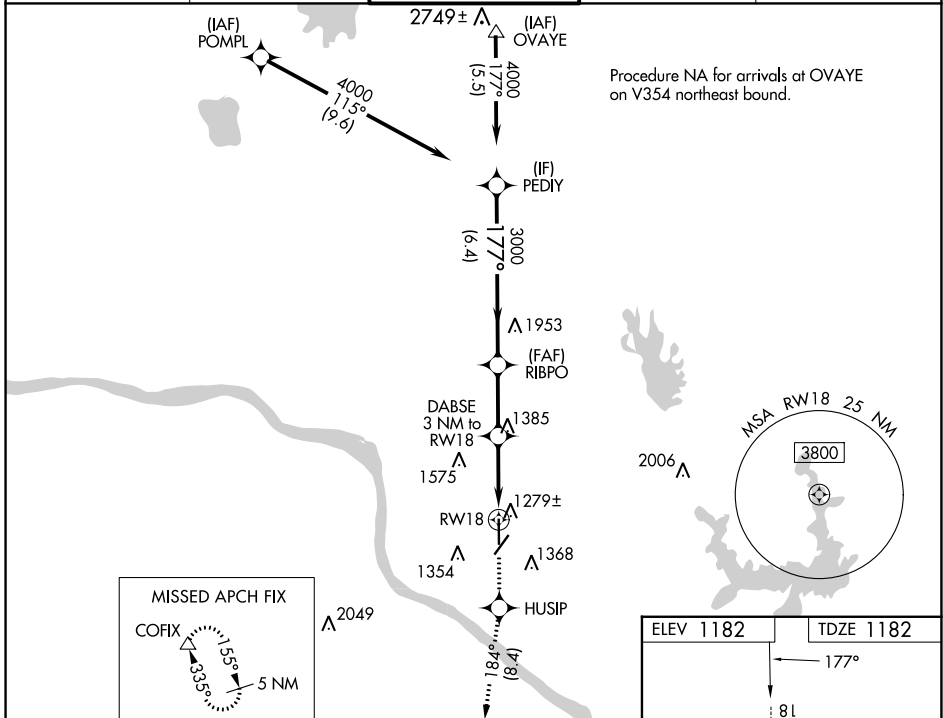 (IAF)
POMPL
4000
115°
(9.6)
2749±
(IAF)
OVAYE
4000
177°
(5.5)
Procedure NA for arrivals at OVAYE
on V354 northeast bound.
(IF)
PEDIY
3000
177°
(6.4)
1953
(FAF)
RIBPO
DABSE
3 NM to
RW18
1385
1575
2006
MSA RW18 25 NM
3800
1279±
RW18
1354
1368
HUSIP
184°
(8.4)
2049
MISSED APCH FIX
COFIX
155°
335°
5 NM
ELEV 1182
TDZE 1182
177°
18